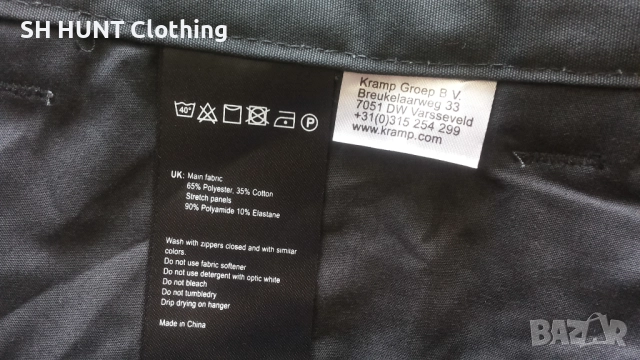 SH HUNT Clothing
Kramp Groep B.V.
Breukelaarweg 33
7051 DW Varsseveld
+31(0)315 254 299
www.kramp.com
40°
P
UK: Main fabric
65% Polyester, 35% Cotton
Stretch panels
90% Polyamide 10% Elastane
Wash with zippers closed and with similar
colors.
Do not use fabric softener
Do not use detergent with optic white
Do not bleach
Do not tumbledry
Drip drying on hanger
Made in China
BAZAR